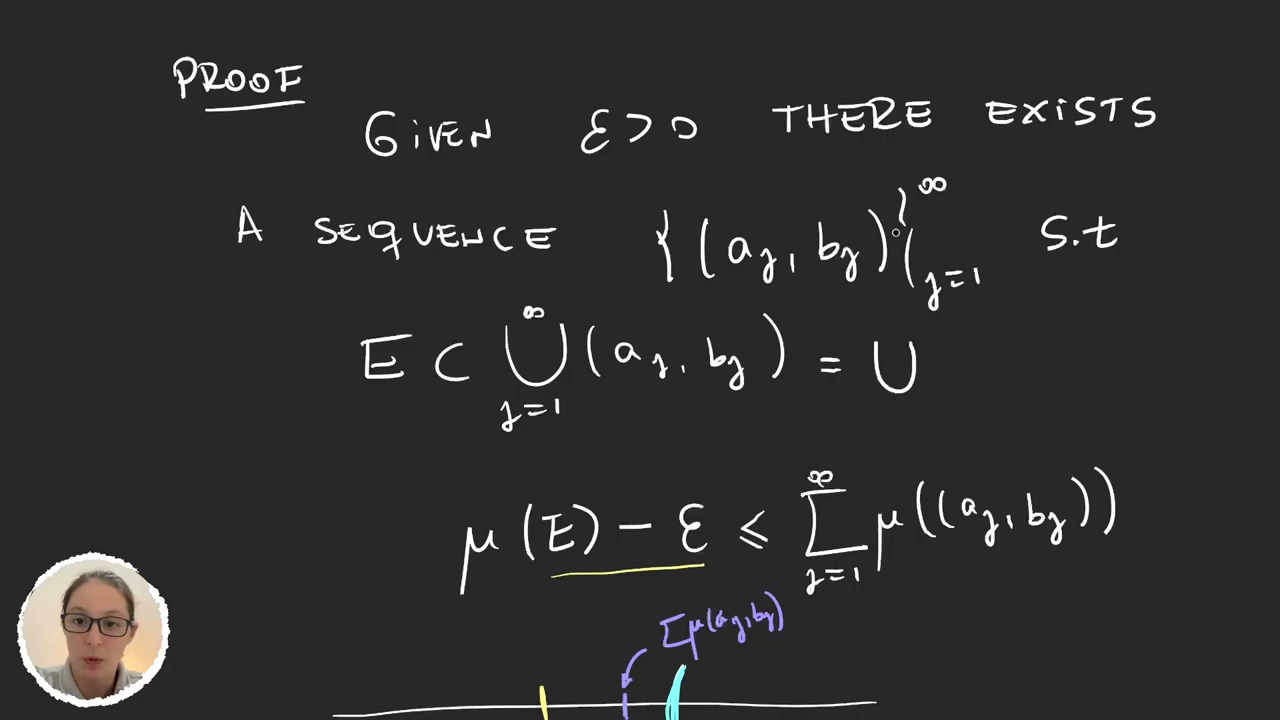 PROOF
GIVEN ε>0 THERE EXISTS
A SEQUENCE {(aⱼ, bⱼ)}_{j=1}^{∞} S.t
E ⊂ ⋃_{j=1}^{∞} (aⱼ, bⱼ) = U
μ(E) - ε ≤ ∑_{j=1}^{∞} μ((aⱼ, bⱼ))
∑μ(aⱼ,bⱼ)